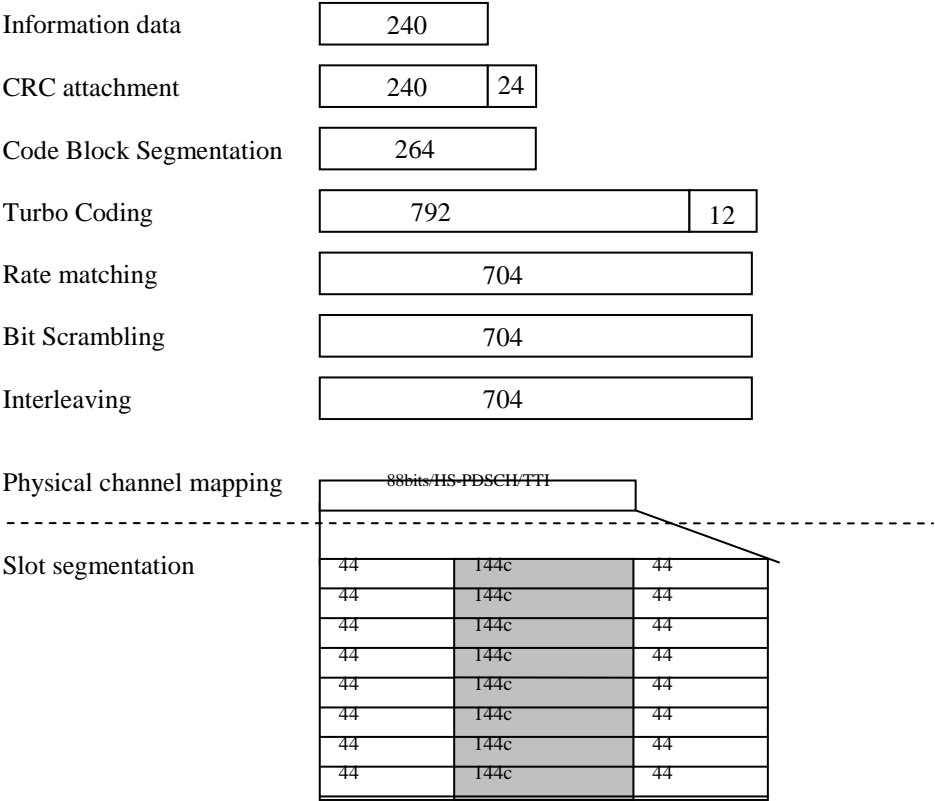 Information data 240
CRC attachment 240 24
Code Block Segmentation 264
Turbo Coding 792 12
Rate matching 704
Bit Scrambling 704
Interleaving 704
Physical channel mapping 88bits/HS-PDSCH/TTI
Slot segmentation 44 144c 44
44 144c 44
44 144c 44
44 144c 44
44 144c 44
44 144c 44
44 144c 44
44 144c 44